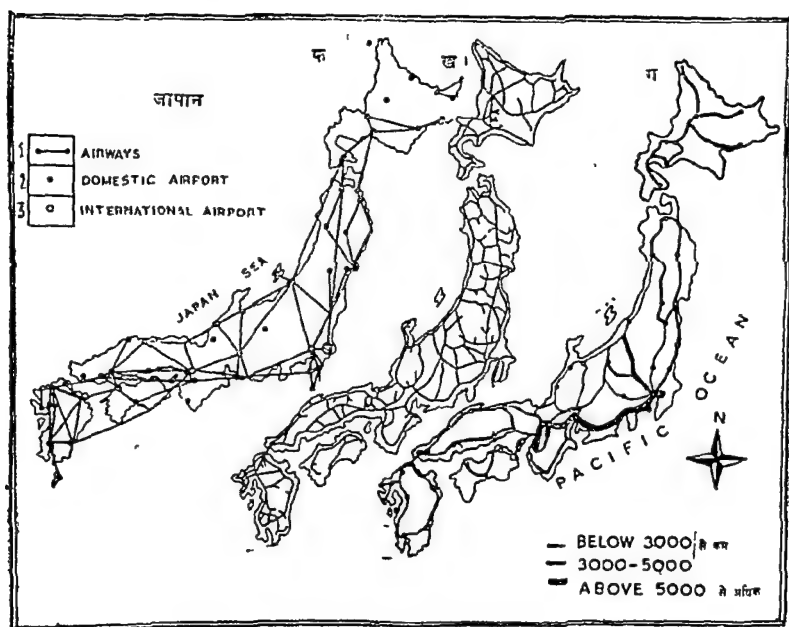 फ
ख।
ग
जापान
1 AIRWAYS
2 DOMESTIC AIRPORT
3 INTERNATIONAL AIRPORT
JAPAN SEA
PACIFIC OCEAN
N
BELOW 3000 से कम
3000-5000
ABOVE 5000 से अधिक